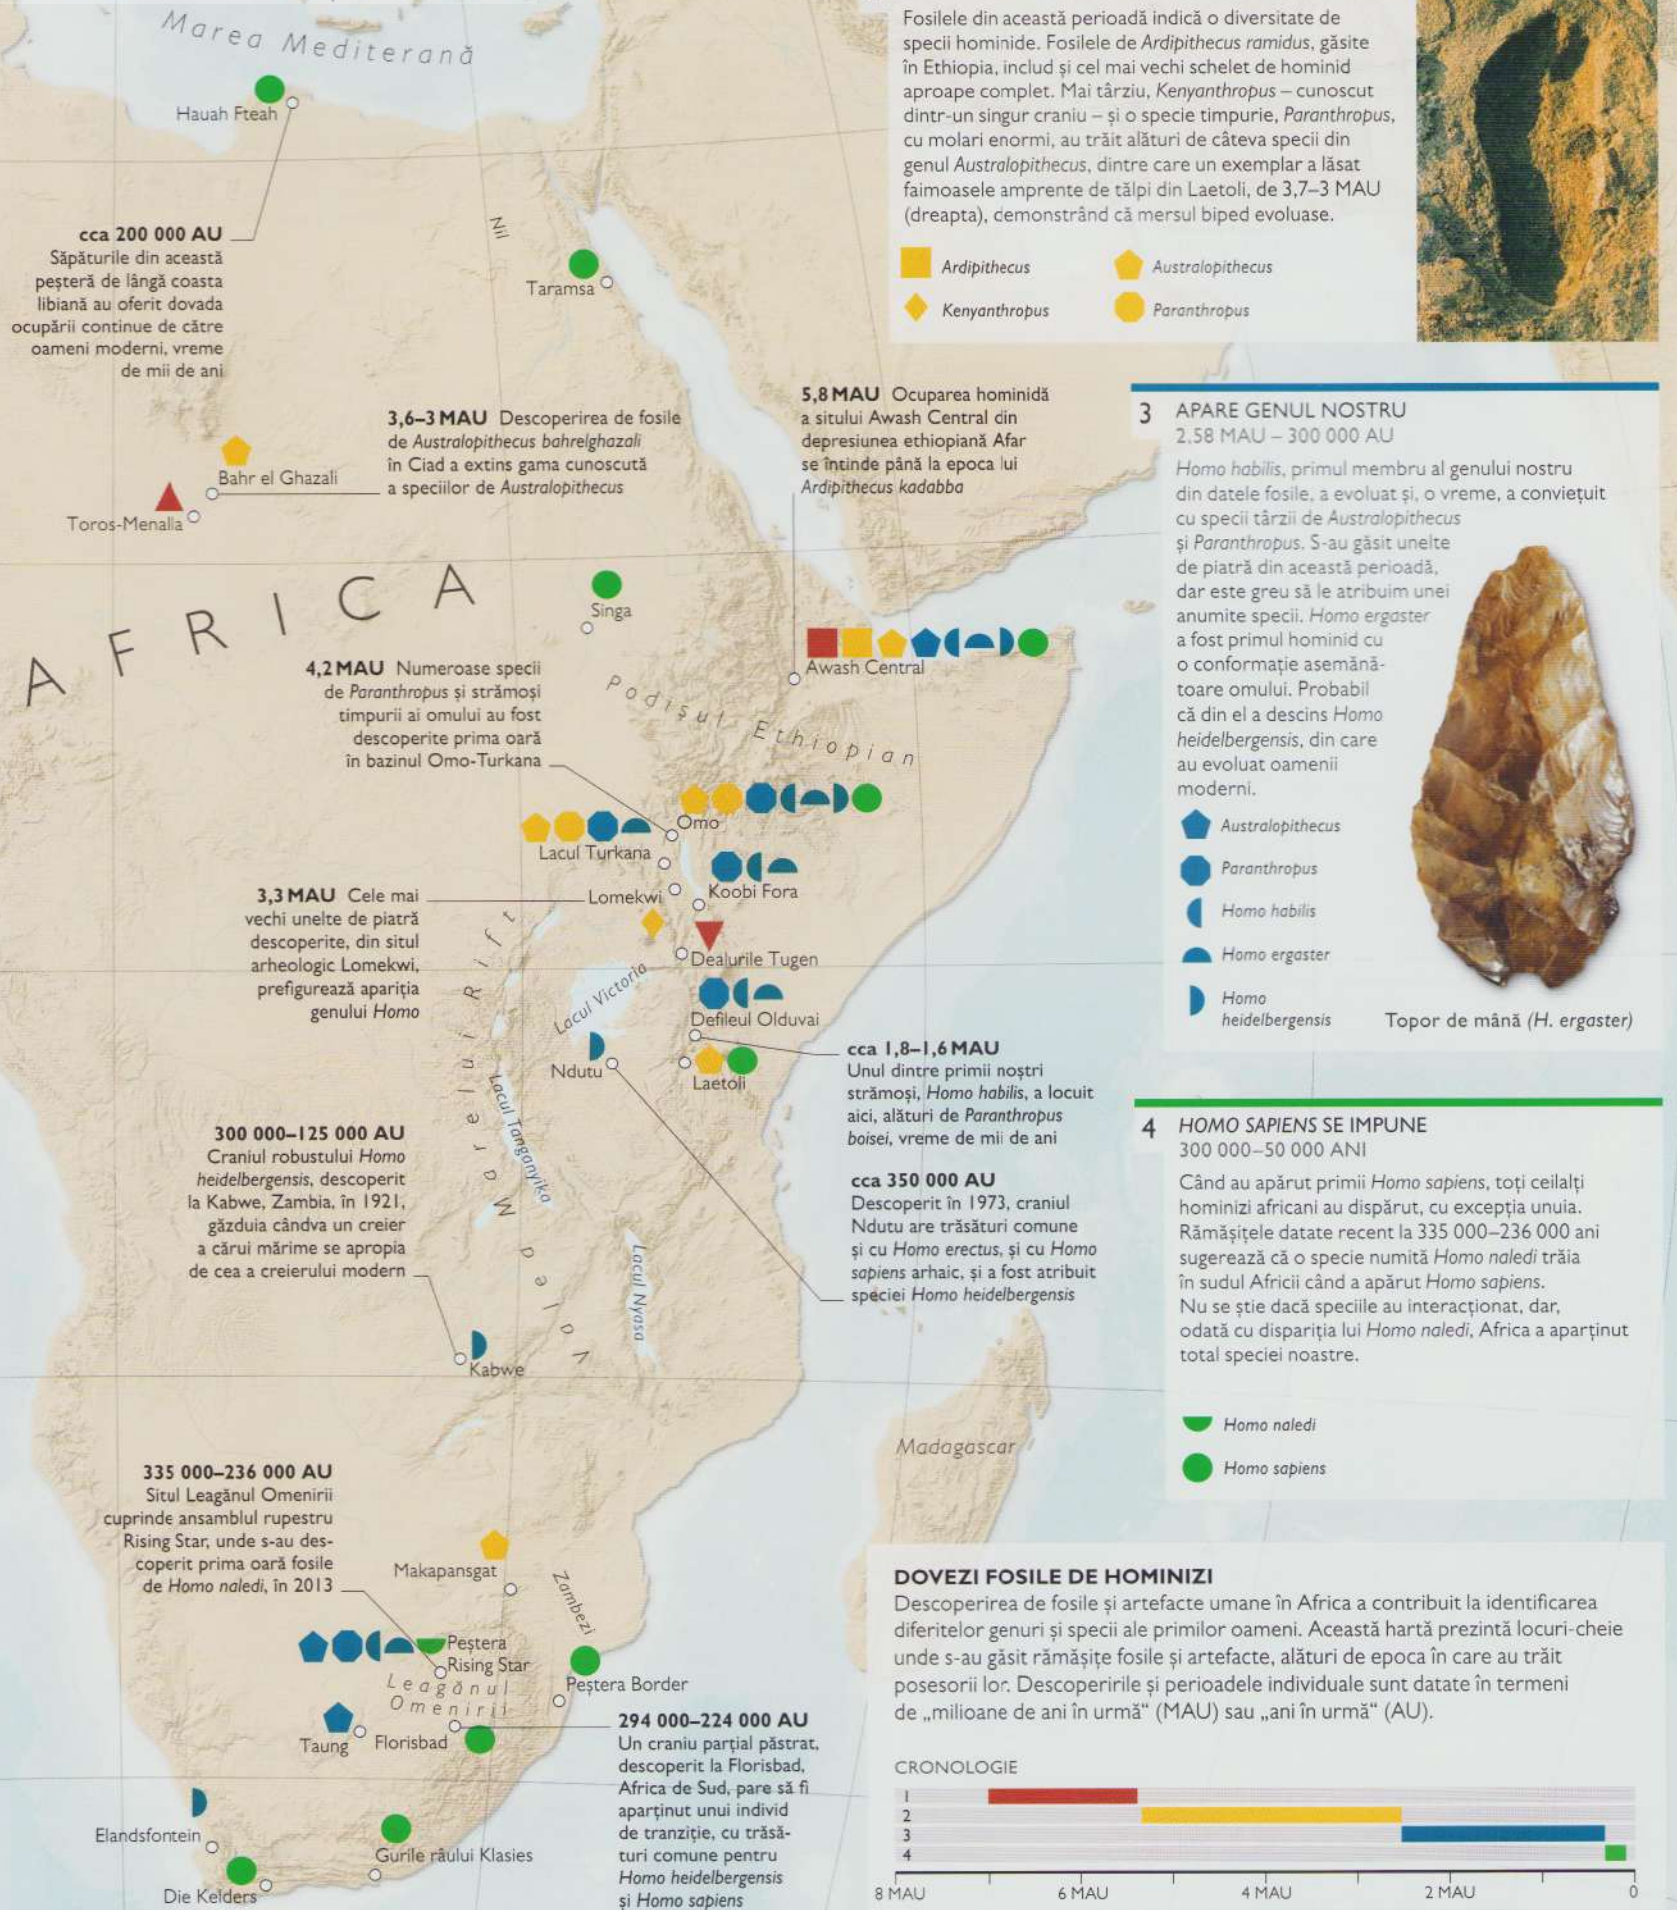 Marea Mediterană
Hauah Fteah
cca 200 000 AU
Săpăturile din această
peșteră de lângă coasta
libiană au oferit dovada
ocupării continue de către
oameni moderni, vreme
de mii de ani
Nil
Taramsa
Fosilele din această perioadă indică o diversitate de
specii hominide. Fosilele de Ardipithecus ramidus, găsite
în Ethiopia, includ și cel mai vechi schelet de hominid
aproape complet. Mai târziu, Kenyanthropus – cunoscut
dintr-un singur craniu – și o specie timpurie, Paranthropus,
cu molari enormi, au trăit alături de câteva specii din
genul Australopithecus, dintre care un exemplar a lăsat
faimoasele amprente de tălpi din Laetoli, de 3,7–3 MAU
(dreapta), demonstrând că mersul biped evoluase.
Ardipithecus
Australopithecus
Kenyanthropus
Paranthropus
3,6–3 MAU Descoperirea de fosile
de Australopithecus bahrelghazali
în Ciad a extins gama cunoscută
a speciilor de Australopithecus
Bahr el Ghazali
Toros-Menalla
5,8 MAU Ocuparea hominidă
a sitului Awash Central din
depresiunea ethiopiană Afar
se întinde până la epoca lui
Ardipithecus kadabba
3 APARE GENUL NOSTRU
2,58 MAU – 300 000 AU
Homo habilis, primul membru al genului nostru
din datele fosile, a evoluat și, o vreme, a conviețuit
cu specii târzii de Australopithecus
și Paranthropus. S-au găsit unelte
de piatră din această perioadă,
dar este greu să le atribuim unei
anumite specii. Homo ergaster
a fost primul hominid cu
o conformație asemănă-
toare omului. Probabil
că din el a descins Homo
heidelbergensis, din care
au evoluat oamenii
moderni.
Australopithecus
Paranthropus
Homo habilis
Homo ergaster
Homo
heidelbergensis
Topor de mână (H. ergaster)
AFRICA
Singa
Awash Central
Podișul Ethiopian
4,2 MAU Numeroase specii
de Paranthropus și strămoși
timpurii ai omului au fost
descoperite prima oară
în bazinul Omo-Turkana
Omo
Lacul Turkana
Lomekwi
Koobi Fora
3,3 MAU Cele mai
vechi unelte de piatră
descoperite, din situl
arheologic Lomekwi,
prefigurează apariția
genului Homo
Dealurile Tugen
Lacul Victoria
Defileul Olduvai
Ndutu
Laetoli
Valea Marelui Rift
Lacul Tanganyika
Lacul Nyasa
cca 1,8–1,6 MAU
Unul dintre primii noștri
strămoși, Homo habilis, a locuit
aici, alături de Paranthropus
boisei, vreme de mii de ani
cca 350 000 AU
Descoperit în 1973, craniul
Ndutu are trăsături comune
și cu Homo erectus, și cu Homo
sapiens arhaic, și a fost atribuit
speciei Homo heidelbergensis
300 000–125 000 AU
Craniul robustului Homo
heidelbergensis, descoperit
la Kabwe, Zambia, în 1921,
găzduia cândva un creier
a cărui mărime se apropia
de cea a creierului modern
Kabwe
4 HOMO SAPIENS SE IMPUNE
300 000–50 000 ANI
Când au apărut primii Homo sapiens, toți ceilalți
hominizi africani au dispărut, cu excepția unuia.
Rămășițele datate recent la 335 000–236 000 ani
sugerează că o specie numită Homo naledi trăia
în sudul Africii când a apărut Homo sapiens.
Nu se știe dacă speciile au interacționat, dar,
odată cu dispariția lui Homo naledi, Africa a aparținut
total speciei noastre.
Homo naledi
Homo sapiens
Madagascar
335 000–236 000 AU
Situl Leagănul Omenirii
cuprinde ansamblul rupestru
Rising Star, unde s-au des-
coperit prima oară fosile
de Homo naledi, în 2013
Makapansgat
Zambezi
Peștera
Rising Star
Leagănul
Omenirii
Peștera Border
Taung
Florisbad
294 000–224 000 AU
Un craniu parțial păstrat,
descoperit la Florisbad,
Africa de Sud, pare să fi
aparținut unui individ
de tranziție, cu trăsă-
turi comune pentru
Homo heidelbergensis
și Homo sapiens
Elandsfontein
Gurile râului Klasies
Die Kelders
DOVEZI FOSILE DE HOMINIZI
Descoperirea de fosile și artefacte umane în Africa a contribuit la identificarea
diferitelor genuri și specii ale primilor oameni. Această hartă prezintă locuri-cheie
unde s-au găsit rămășițe fosile și artefacte, alături de epoca în care au trăit
posesorii lor. Descoperirile și perioadele individuale sunt datate în termeni
de „milioane de ani în urmă“ (MAU) sau „ani în urmă“ (AU).
CRONOLOGIE
1
2
3
4
8 MAU 6 MAU 4 MAU 2 MAU 0